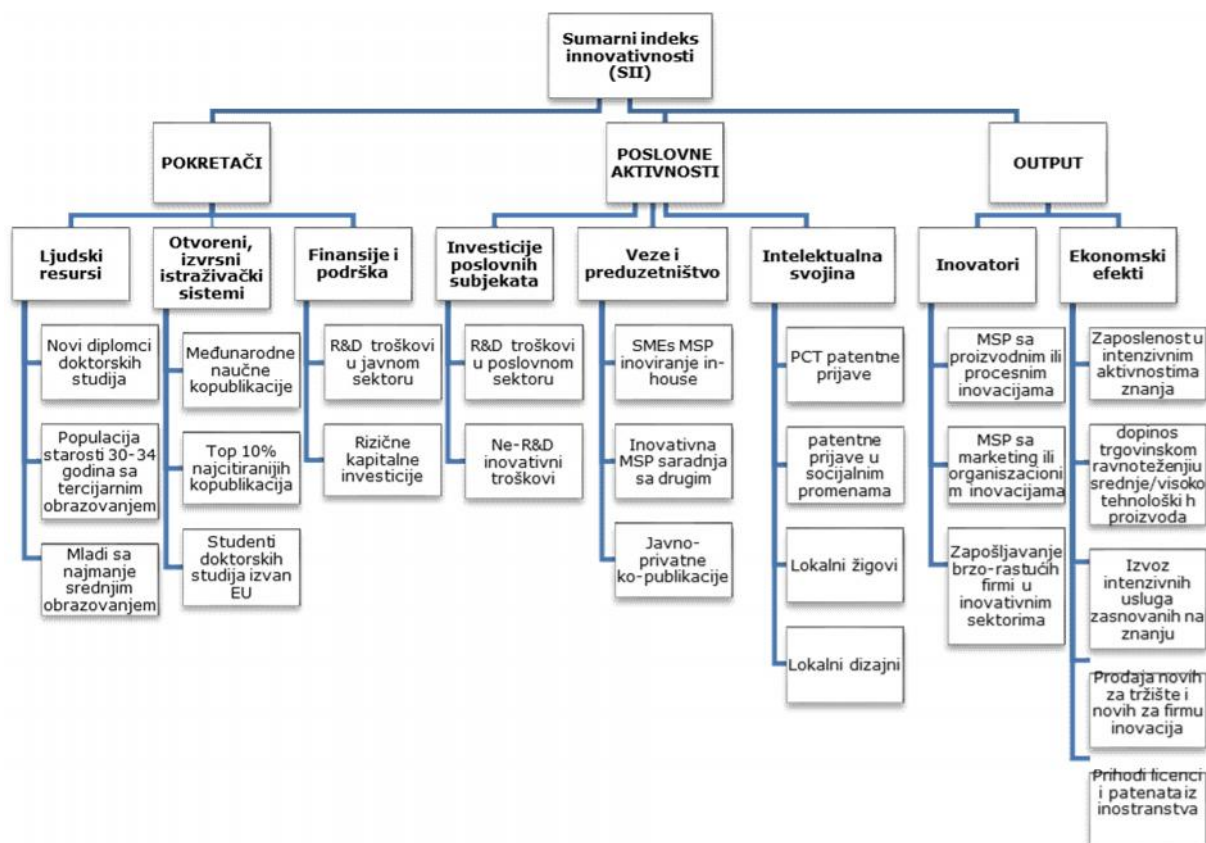 Sumarni indeks
innovativnosti
(SII)
POKRETAČI
POSLOVNE
AKTIVNOSTI
OUTPUT
Ljudski
resursi
Otvoreni,
izvrsni
istraživački
sistemi
Finansije i
podrška
Investicije
poslovnih
subjekata
Veze i
preduzetništvo
Intelektualna
svojina
Inovatori
Ekonomski
efekti
Novi diplomci
doktorskih
studija
Populacija
starosti 30-34
godina sa
tercijarnim
obrazovanjem
Mladi sa
najmanje
srednjim
obrazovanjem
Međunarodne
naučne
kopublikacije
Top 10%
najcitiranijih
kopublikacija
Studenti
doktorskih
studija izvan
EU
R&D troškovi
u javnom
sektoru
Rizične
kapitalne
investicije
R&D troškovi
u poslovnom
sektoru
Ne-R&D
inovativni
troškovi
SMEs MSP
inoviranje in-
house
Inovativna
MSP saradnja
sa drugim
Javno-
privatne
ko-publikacije
PCT patentne
prijave
patentne
prijave u
socijalnim
promenama
Lokalni žigovi
Lokalni dizajni
MSP sa
proizvodnim ili
procesnim
inovacijama
MSP sa
marketing ili
organiszacioni
m inovacijama
Zapošljavanje
brzo-rastućih
firmi u
inovativnim
sektorima
Zaposlenost u
intenzivnim
aktivnostima
znanja
dopinos
trgovinskom
ravnoteženjiu
srednje/visoko
tehnološki h
proizvoda
Izvoz
intenzivnih
usluga
zasnovanih na
znanju
Prodaja novih
za tržište i
novih za firmu
inovacija
Prihodi licenci
i patenata iz
inostranstva